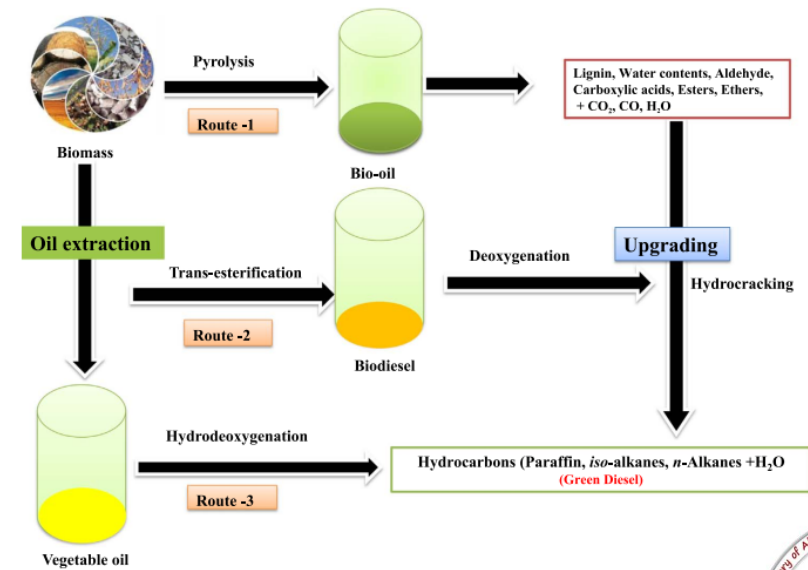 Pyrolysis
Route -1
Biomass
Bio-oil
Lignin, Water contents, Aldehyde,
Carboxylic acids, Esters, Ethers,
+ CO₂, CO, H₂O
Oil extraction
Trans-esterification
Route -2
Biodiesel
Deoxygenation
Upgrading
Hydrocracking
Hydrodeoxygenation
Route -3
Vegetable oil
Hydrocarbons (Paraffin, iso-alkanes, n-Alkanes +H₂O
(Green Diesel)